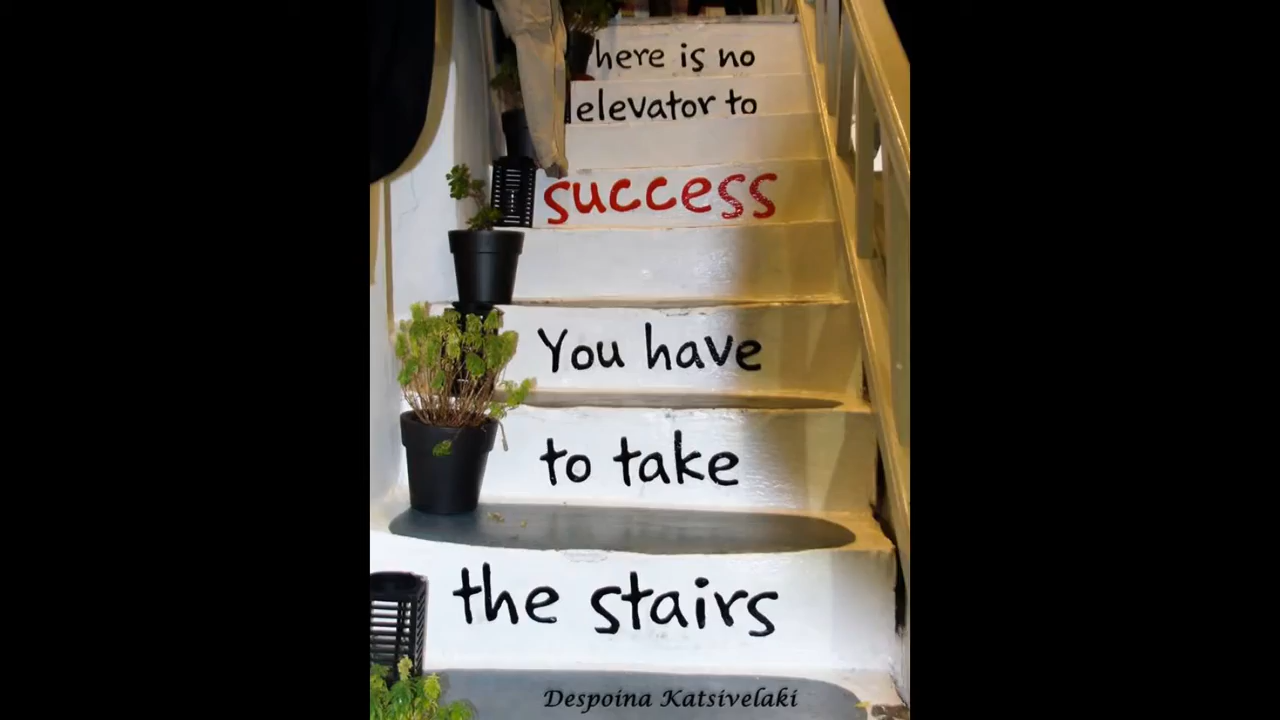 here is no
elevator to
success
You have
to take
the stairs
Despoina Katsivelaki